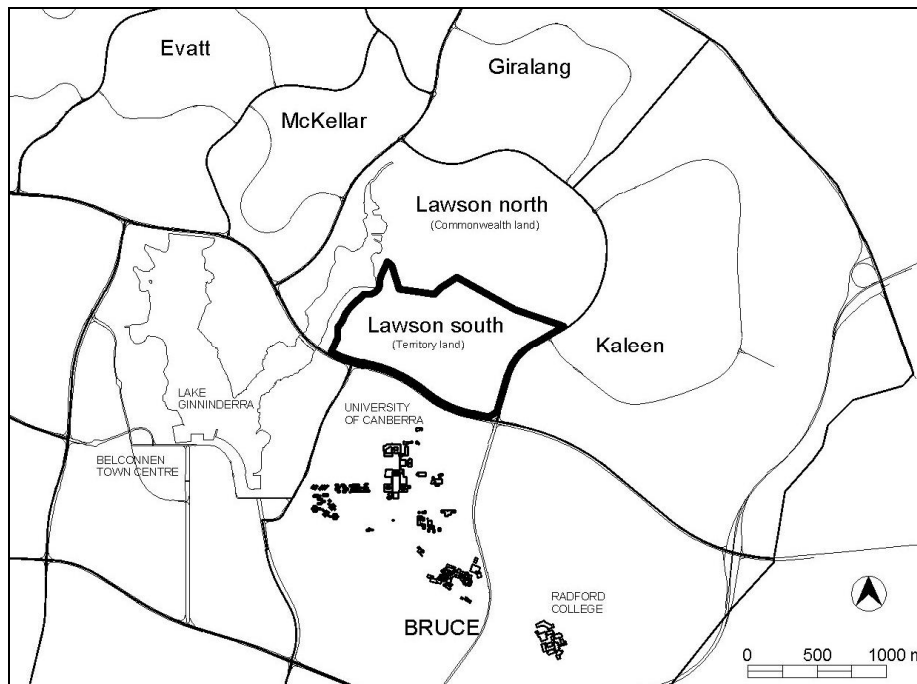 Evatt
Giralang
McKellar
Lawson north
(Commonwealth land)
Lawson south
(Territory land)
Kaleen
LAKE
GINNINDERRA
UNIVERSITY
OF CANBERRA
BELCONNEN
TOWN CENTRE
RADFORD
COLLEGE
BRUCE
0 500 1000 m